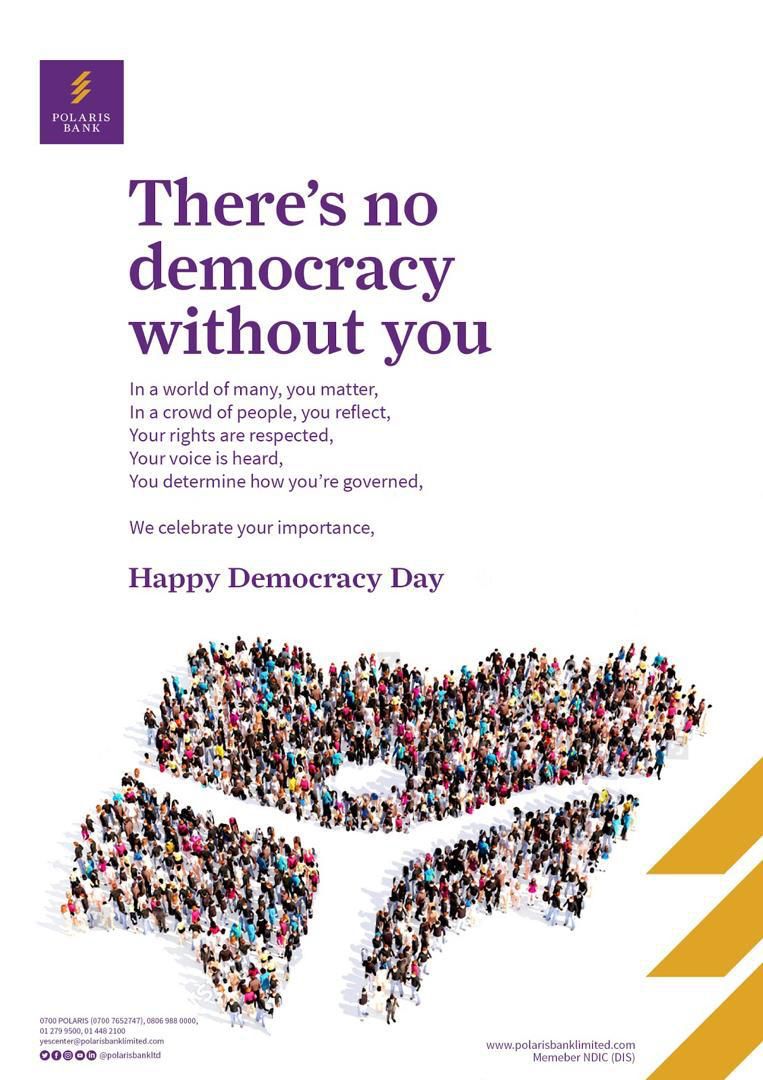 POLARIS
BANK
There’s no
democracy
without you
In a world of many, you matter,
In a crowd of people, you reflect,
Your rights are respected,
Your voice is heard,
You determine how you’re governed,
We celebrate your importance,
Happy Democracy Day
0700 POLARIS (0700 7652747), 0806 988 0000,
01 279 9500, 01 448 2100
yescenter@polarisbanklimited.com
@polarisbankltd
www.polarisbanklimited.com
Memeber NDIC (DIS)